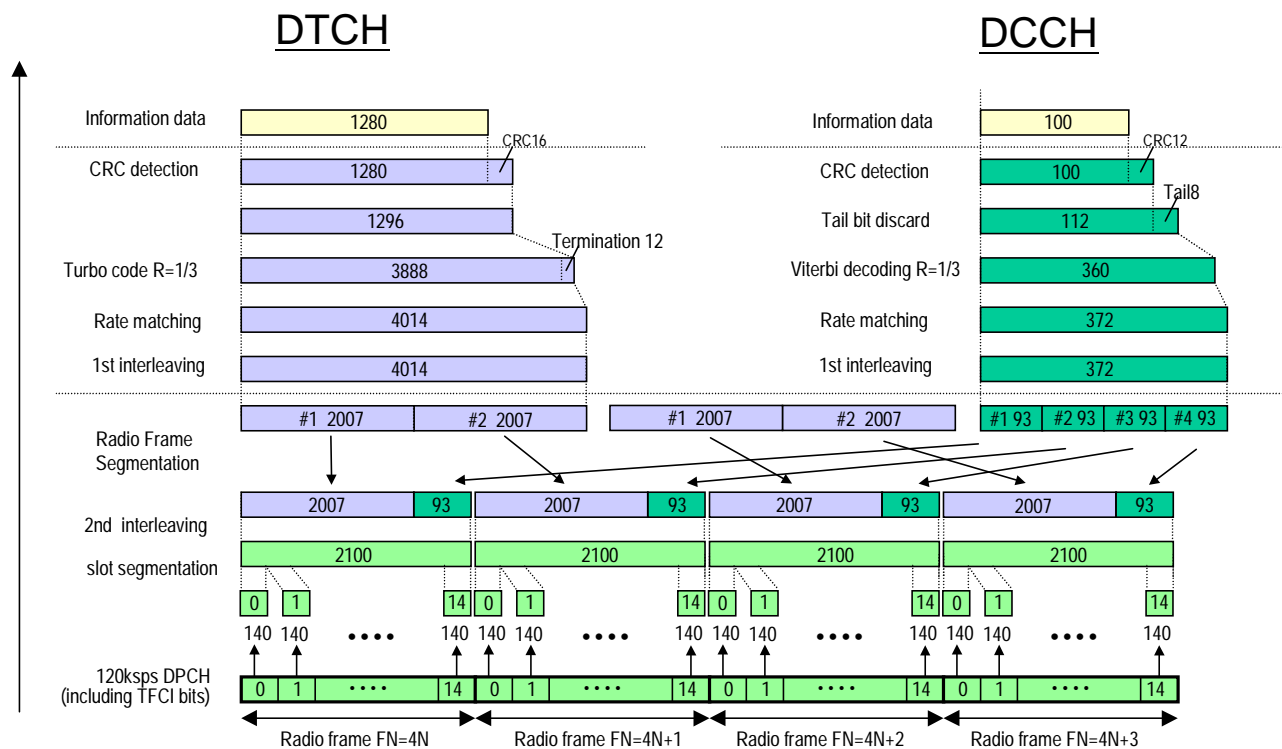 DTCH DCCH
Information data 1280 Information data 100
CRC16 CRC12
CRC detection 1280 CRC detection 100
Tail8
1296 Tail bit discard 112
Termination 12
Turbo code R=1/3 3888 Viterbi decoding R=1/3 360
Rate matching 4014 Rate matching 372
1st interleaving 4014 1st interleaving 372
#1 2007 #2 2007 #1 2007 #2 2007 #1 93 #2 93 #3 93 #4 93
Radio Frame
Segmentation
2007 93 2007 93 2007 93 2007 93
2nd interleaving
2100 2100 2100 2100
slot segmentation
0 1 14 0 1 14 0 1 14 0 1 14
140 140 •••• 140 140 140 •••• 140 140 140 •••• 140 140 140 •••• 140
120ksps DPCH
(including TFCI bits)
0 1 •••• 14 0 1 •••• 14 0 1 •••• 14 0 1 •••• 14
Radio frame FN=4N Radio frame FN=4N+1 Radio frame FN=4N+2 Radio frame FN=4N+3